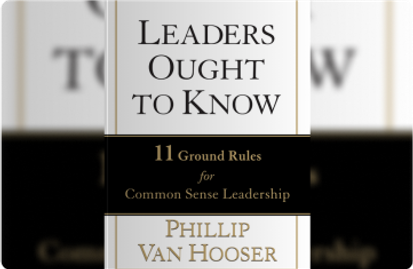 LEADERS
OUGHT
TO KNOW
11 Ground Rules
for
Common Sense Leadership
PHILLIP
VAN HOOSER